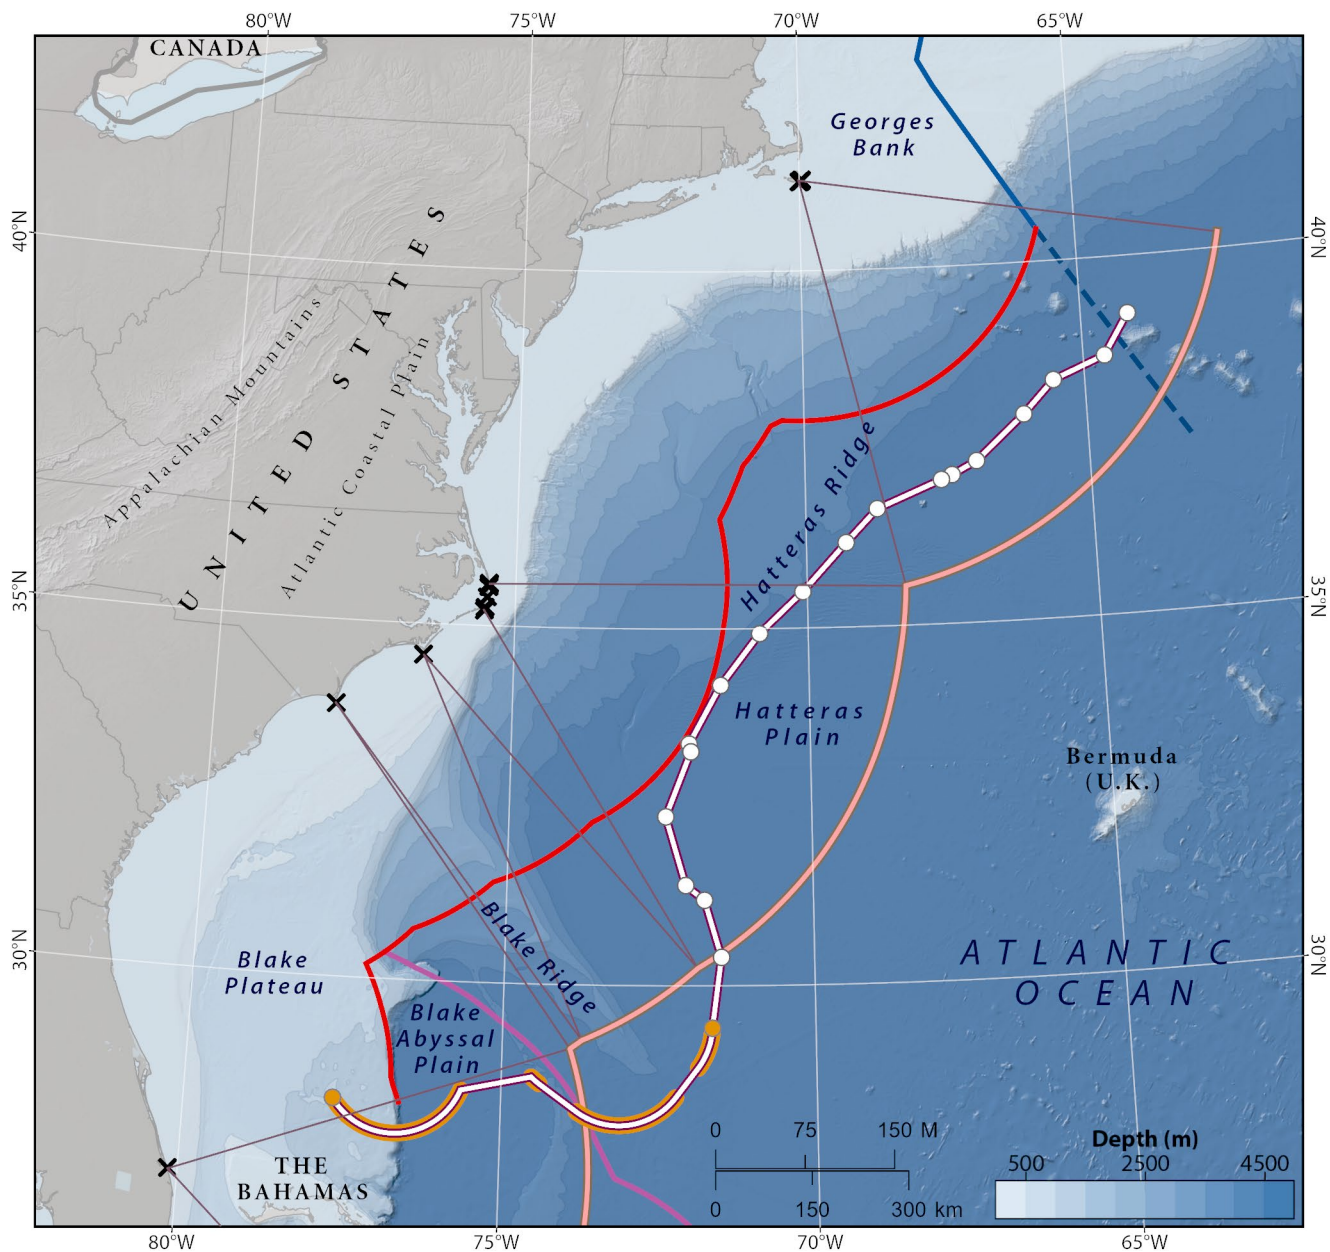 80°W 75°W 70°W 65°W
CANADA
Georges
Bank
40°N
40°N
UNITED STATES
Appalachian Mountains
Atlantic Coastal Plain
Hatteras Ridge
35°N
35°N
Hatteras
Plain
Bermuda
(U.K.)
Blake Ridge
30°N
30°N
Blake
Plateau
ATLANTIC
OCEAN
Blake
Abyssal
Plain
0 75 150 M
0 150 300 km
Depth (m)
500 2500 4500
THE
BAHAMAS
80°W 75°W 70°W 65°W